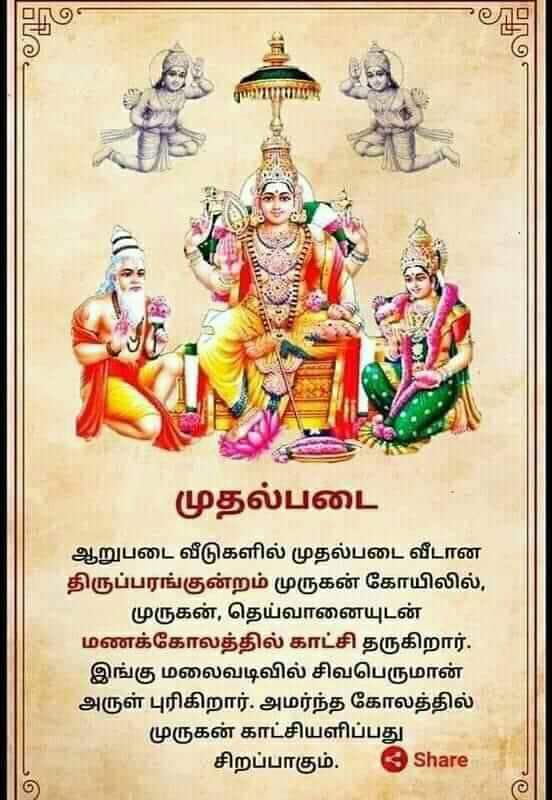 முதல்படை
ஆறுபடை வீடுகளில் முதல்படை வீடான
திருப்பரங்குன்றம் முருகன் கோயிலில்,
முருகன், தெய்வானையுடன்
மணக்கோலத்தில் காட்சி தருகிறார்.
இங்கு மலைவடிவில் சிவபெருமான்
அருள் புரிகிறார். அமர்ந்த கோலத்தில்
முருகன் காட்சியளிப்பது
சிறப்பாகும். Share